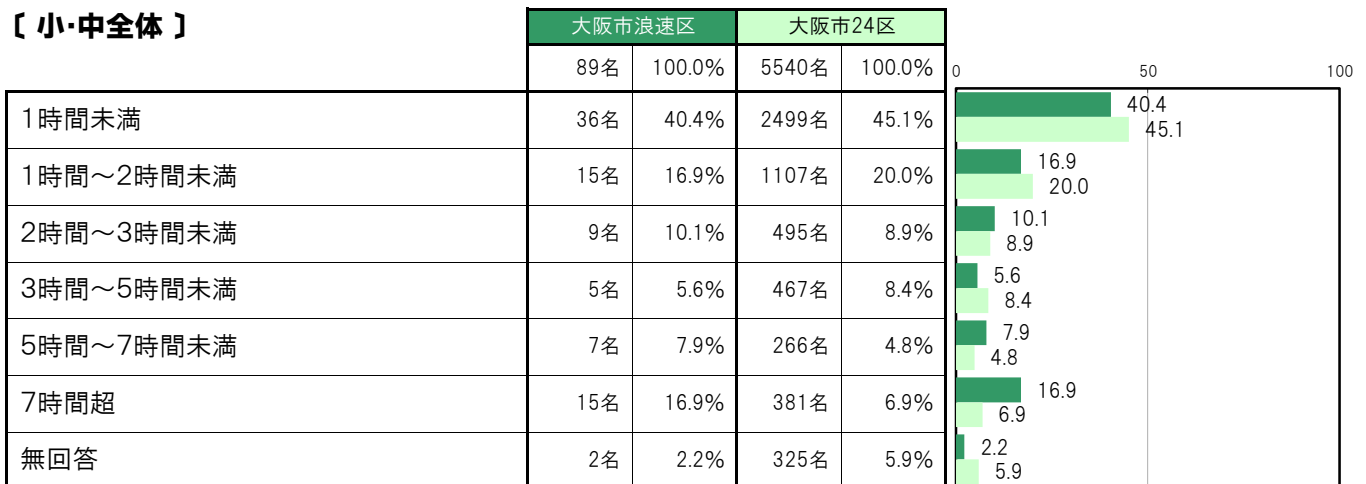 〔 小・中全体 〕 大阪市浪速区 大阪市24区
89名 100.0% 5540名 100.0% 0 50 100
1時間未満 36名 40.4% 2499名 45.1% 40.4
45.1
1時間～2時間未満 15名 16.9% 1107名 20.0% 16.9
20.0
2時間～3時間未満 9名 10.1% 495名 8.9% 10.1
8.9
3時間～5時間未満 5名 5.6% 467名 8.4% 5.6
8.4
5時間～7時間未満 7名 7.9% 266名 4.8% 7.9
4.8
7時間超 15名 16.9% 381名 6.9% 16.9
6.9
無回答 2名 2.2% 325名 5.9% 2.2
5.9